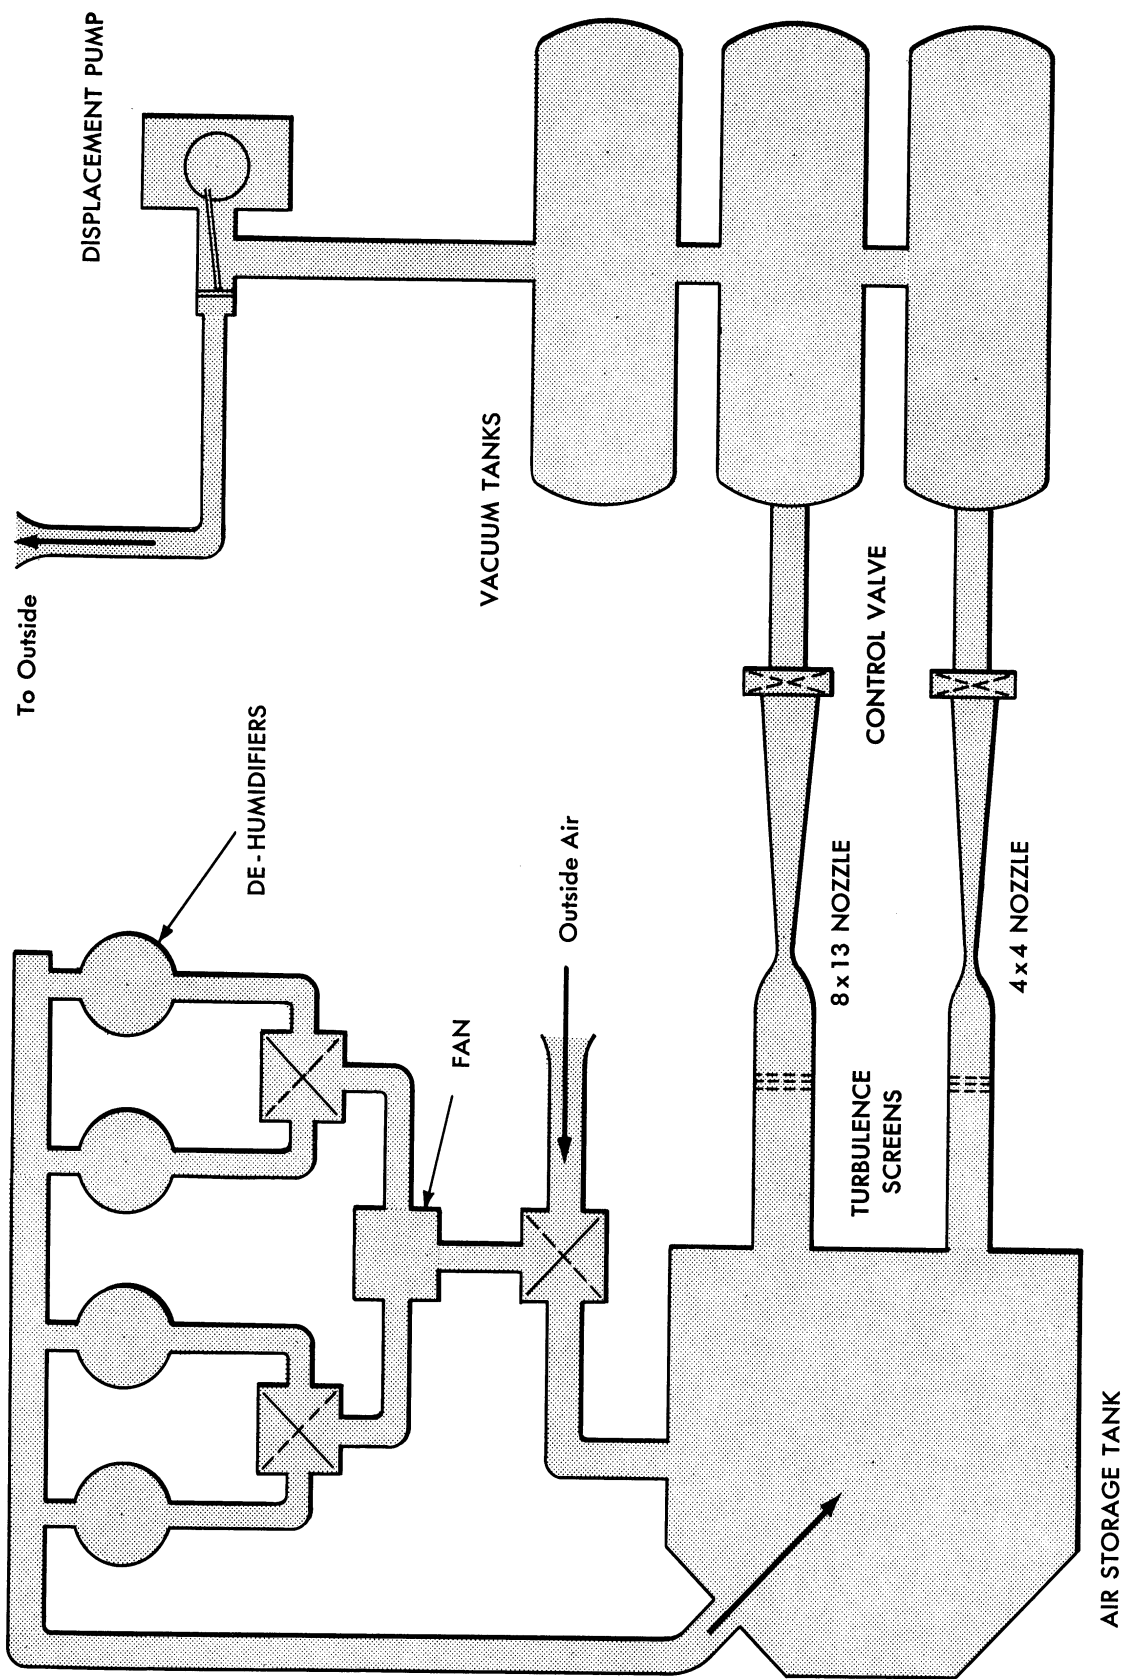 DISPLACEMENT PUMP
To Outside
DE - HUMIDIFIERS
VACUUM TANKS
FAN
Outside Air
CONTROL VALVE
8 x 13 NOZZLE
4 x 4 NOZZLE
TURBULENCE
SCREENS
AIR STORAGE TANK